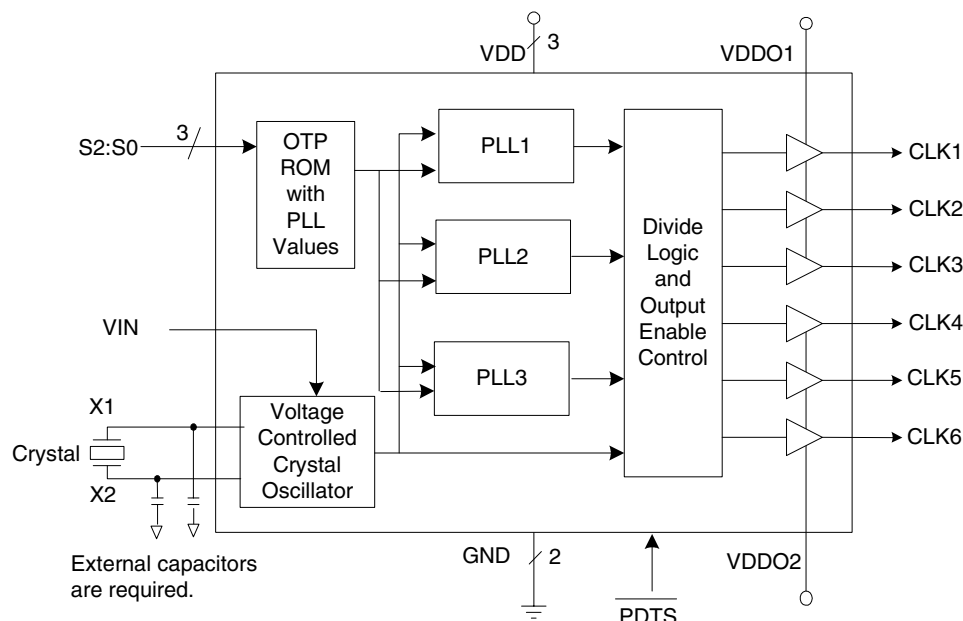 VDD
3
VDDO1
S2:S0
3
OTP
ROM
with
PLL
Values
PLL1
PLL2
PLL3
Divide
Logic
and
Output
Enable
Control
CLK1
CLK2
CLK3
CLK4
CLK5
CLK6
VIN
X1
Crystal
X2
Voltage
Controlled
Crystal
Oscillator
External capacitors
are required.
GND
2
PDTS
VDDO2